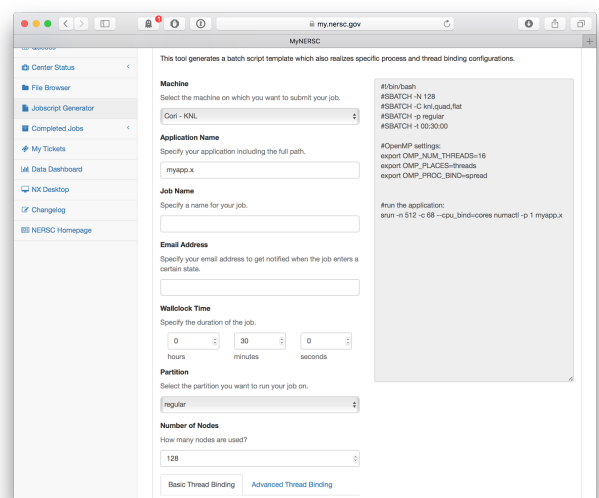 my.nersc.gov
MyNERSC
Center Status
File Browser
Jobscript Generator
Completed Jobs
My Tickets
Data Dashboard
NX Desktop
Changelog
NERSC Homepage
This tool generates a batch script template which also realizes specific process and thread binding configurations.
Machine
Select the machine on which you want to submit your job.
Cori - KNL
Application Name
Specify your application including the full path.
myapp.x
Job Name
Specify a name for your job.
Email Address
Specify your email address to get notified when the job enters a
certain state.
Wallclock Time
Specify the duration of the job.
0 30 0
hours minutes seconds
Partition
Select the partition you want to run your job on.
regular
Number of Nodes
How many nodes are used?
128
Basic Thread Binding Advanced Thread Binding
#!/bin/bash
#SBATCH -N 128
#SBATCH -C knl,quad,flat
#SBATCH -p regular
#SBATCH -t 00:30:00
#OpenMP settings:
export OMP_NUM_THREADS=16
export OMP_PLACES=threads
export OMP_PROC_BIND=spread
#run the application:
srun -n 512 -c 68 --cpu_bind=cores numactl -p 1 myapp.x